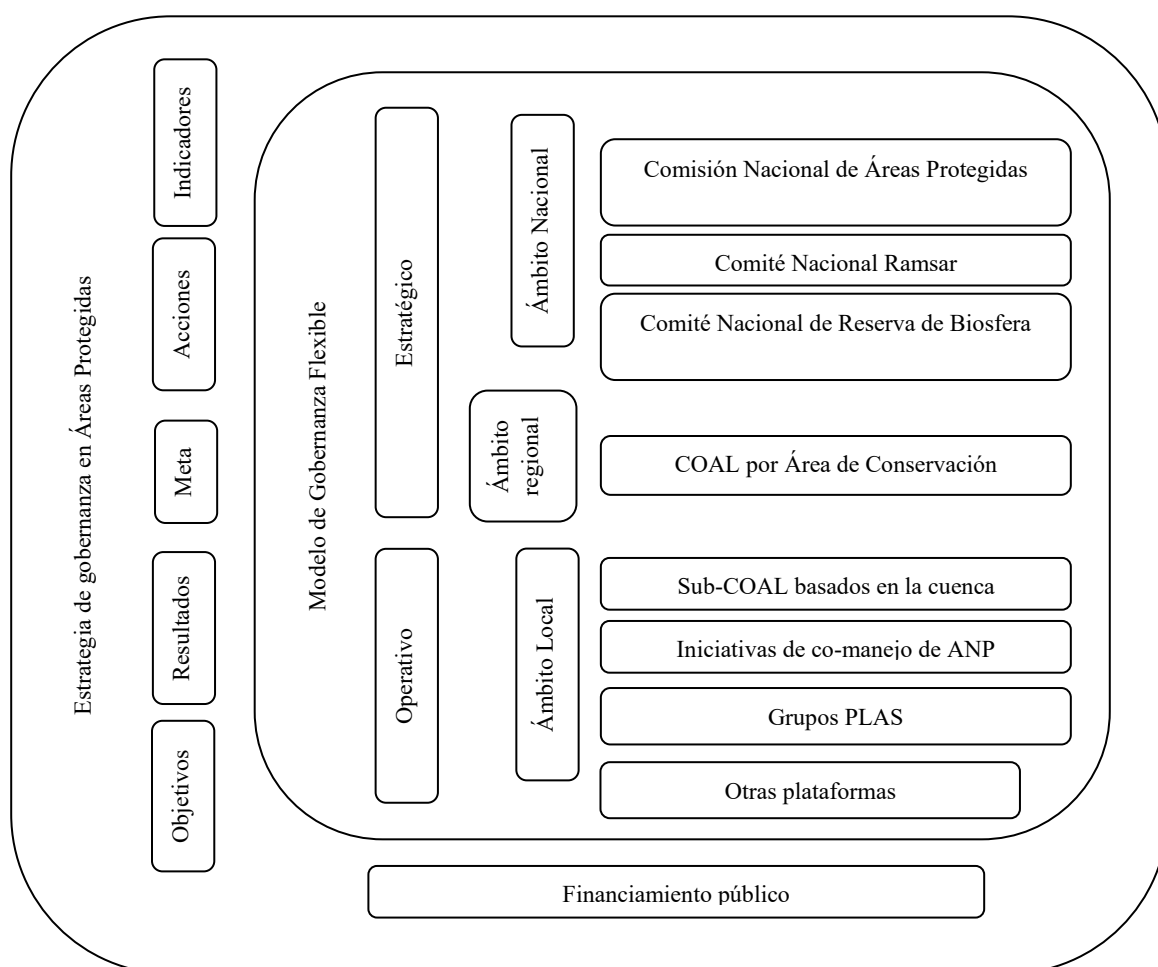 Estrategia de gobernanza en Áreas Protegidas
Indicadores
Acciones
Meta
Resultados
Objetivos
Modelo de Gobernanza Flexible
Estratégico
Operativo
Ámbito Nacional
Comisión Nacional de Áreas Protegidas
Comité Nacional Ramsar
Comité Nacional de Reserva de Biosfera
Ámbito
regional
COAL por Área de Conservación
Ámbito Local
Sub-COAL basados en la cuenca
Iniciativas de co-manejo de ANP
Grupos PLAS
Otras plataformas
Financiamiento público